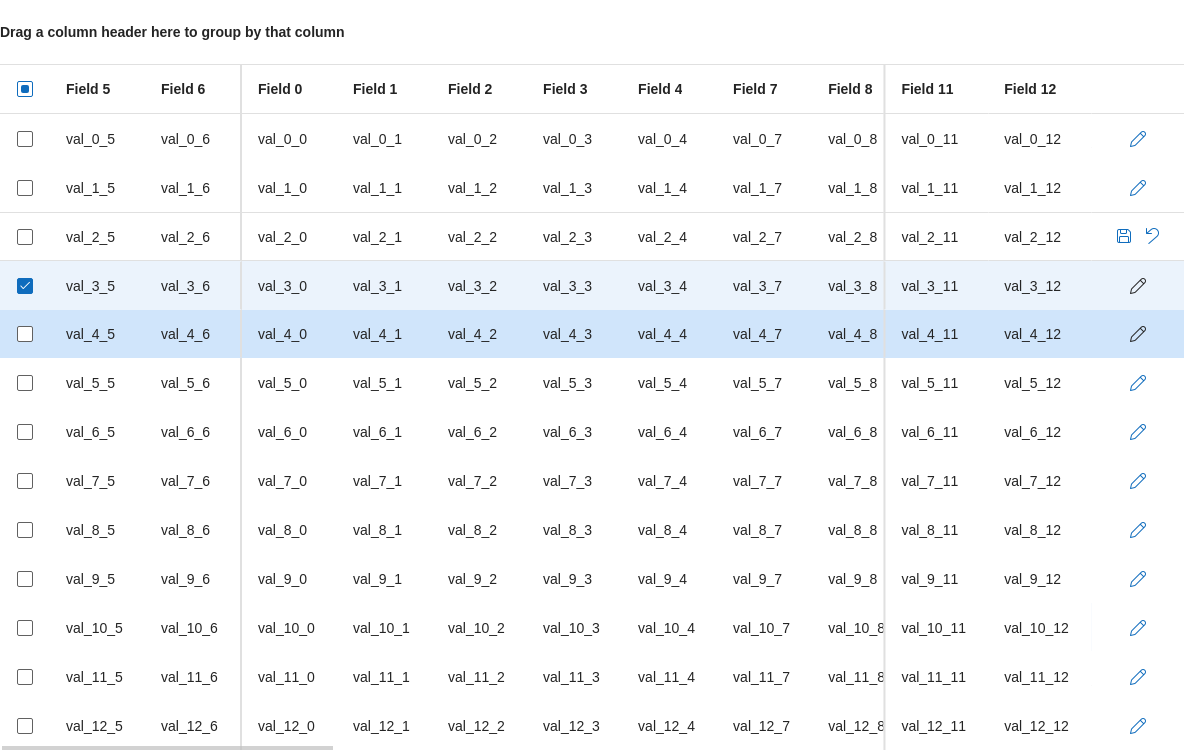 Drag a column header here to group by that column
Field 5 Field 6 Field 0 Field 1 Field 2 Field 3 Field 4 Field 7 Field 8 Field 11 Field 12
val_0_5 val_0_6 val_0_0 val_0_1 val_0_2 val_0_3 val_0_4 val_0_7 val_0_8 val_0_11 val_0_12
val_1_5 val_1_6 val_1_0 val_1_1 val_1_2 val_1_3 val_1_4 val_1_7 val_1_8 val_1_11 val_1_12
val_2_5 val_2_6 val_2_0 val_2_1 val_2_2 val_2_3 val_2_4 val_2_7 val_2_8 val_2_11 val_2_12
val_3_5 val_3_6 val_3_0 val_3_1 val_3_2 val_3_3 val_3_4 val_3_7 val_3_8 val_3_11 val_3_12
val_4_5 val_4_6 val_4_0 val_4_1 val_4_2 val_4_3 val_4_4 val_4_7 val_4_8 val_4_11 val_4_12
val_5_5 val_5_6 val_5_0 val_5_1 val_5_2 val_5_3 val_5_4 val_5_7 val_5_8 val_5_11 val_5_12
val_6_5 val_6_6 val_6_0 val_6_1 val_6_2 val_6_3 val_6_4 val_6_7 val_6_8 val_6_11 val_6_12
val_7_5 val_7_6 val_7_0 val_7_1 val_7_2 val_7_3 val_7_4 val_7_7 val_7_8 val_7_11 val_7_12
val_8_5 val_8_6 val_8_0 val_8_1 val_8_2 val_8_3 val_8_4 val_8_7 val_8_8 val_8_11 val_8_12
val_9_5 val_9_6 val_9_0 val_9_1 val_9_2 val_9_3 val_9_4 val_9_7 val_9_8 val_9_11 val_9_12
val_10_5 val_10_6 val_10_0 val_10_1 val_10_2 val_10_3 val_10_4 val_10_7 val_10_8 val_10_11 val_10_12
val_11_5 val_11_6 val_11_0 val_11_1 val_11_2 val_11_3 val_11_4 val_11_7 val_11_8 val_11_11 val_11_12
val_12_5 val_12_6 val_12_0 val_12_1 val_12_2 val_12_3 val_12_4 val_12_7 val_12_8 val_12_11 val_12_12